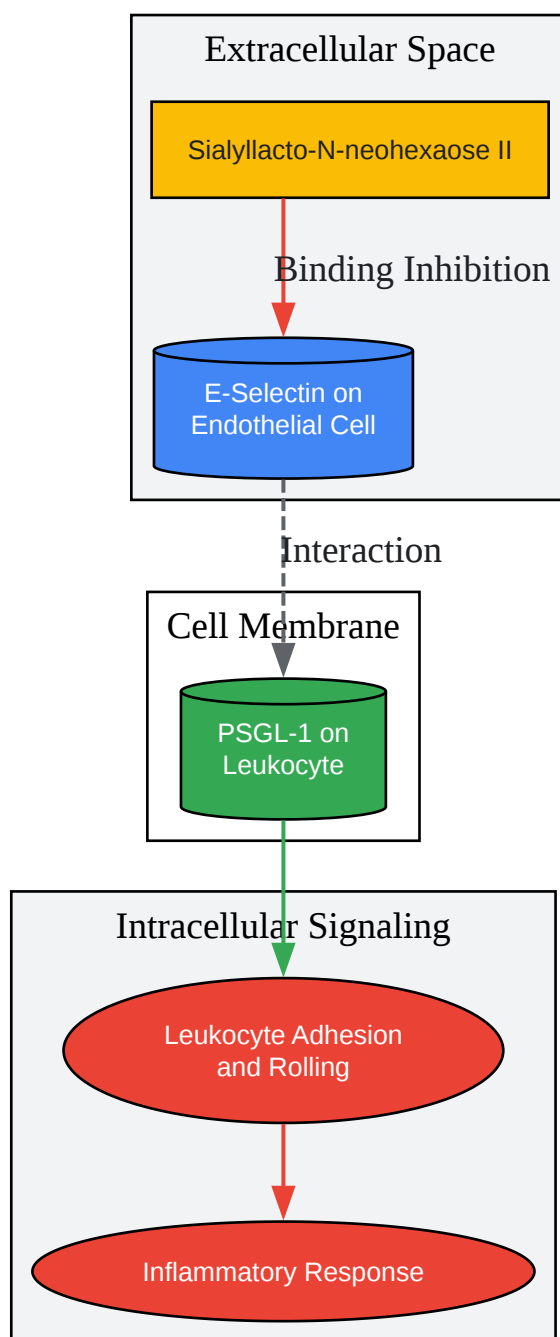 Extracellular Space
Sialyllacto-N-neohexaose II
Binding Inhibition
E-Selectin on
Endothelial Cell
Interaction
Cell Membrane
PSGL-1 on
Leukocyte
Intracellular Signaling
Leukocyte Adhesion
and Rolling
Inflammatory Response